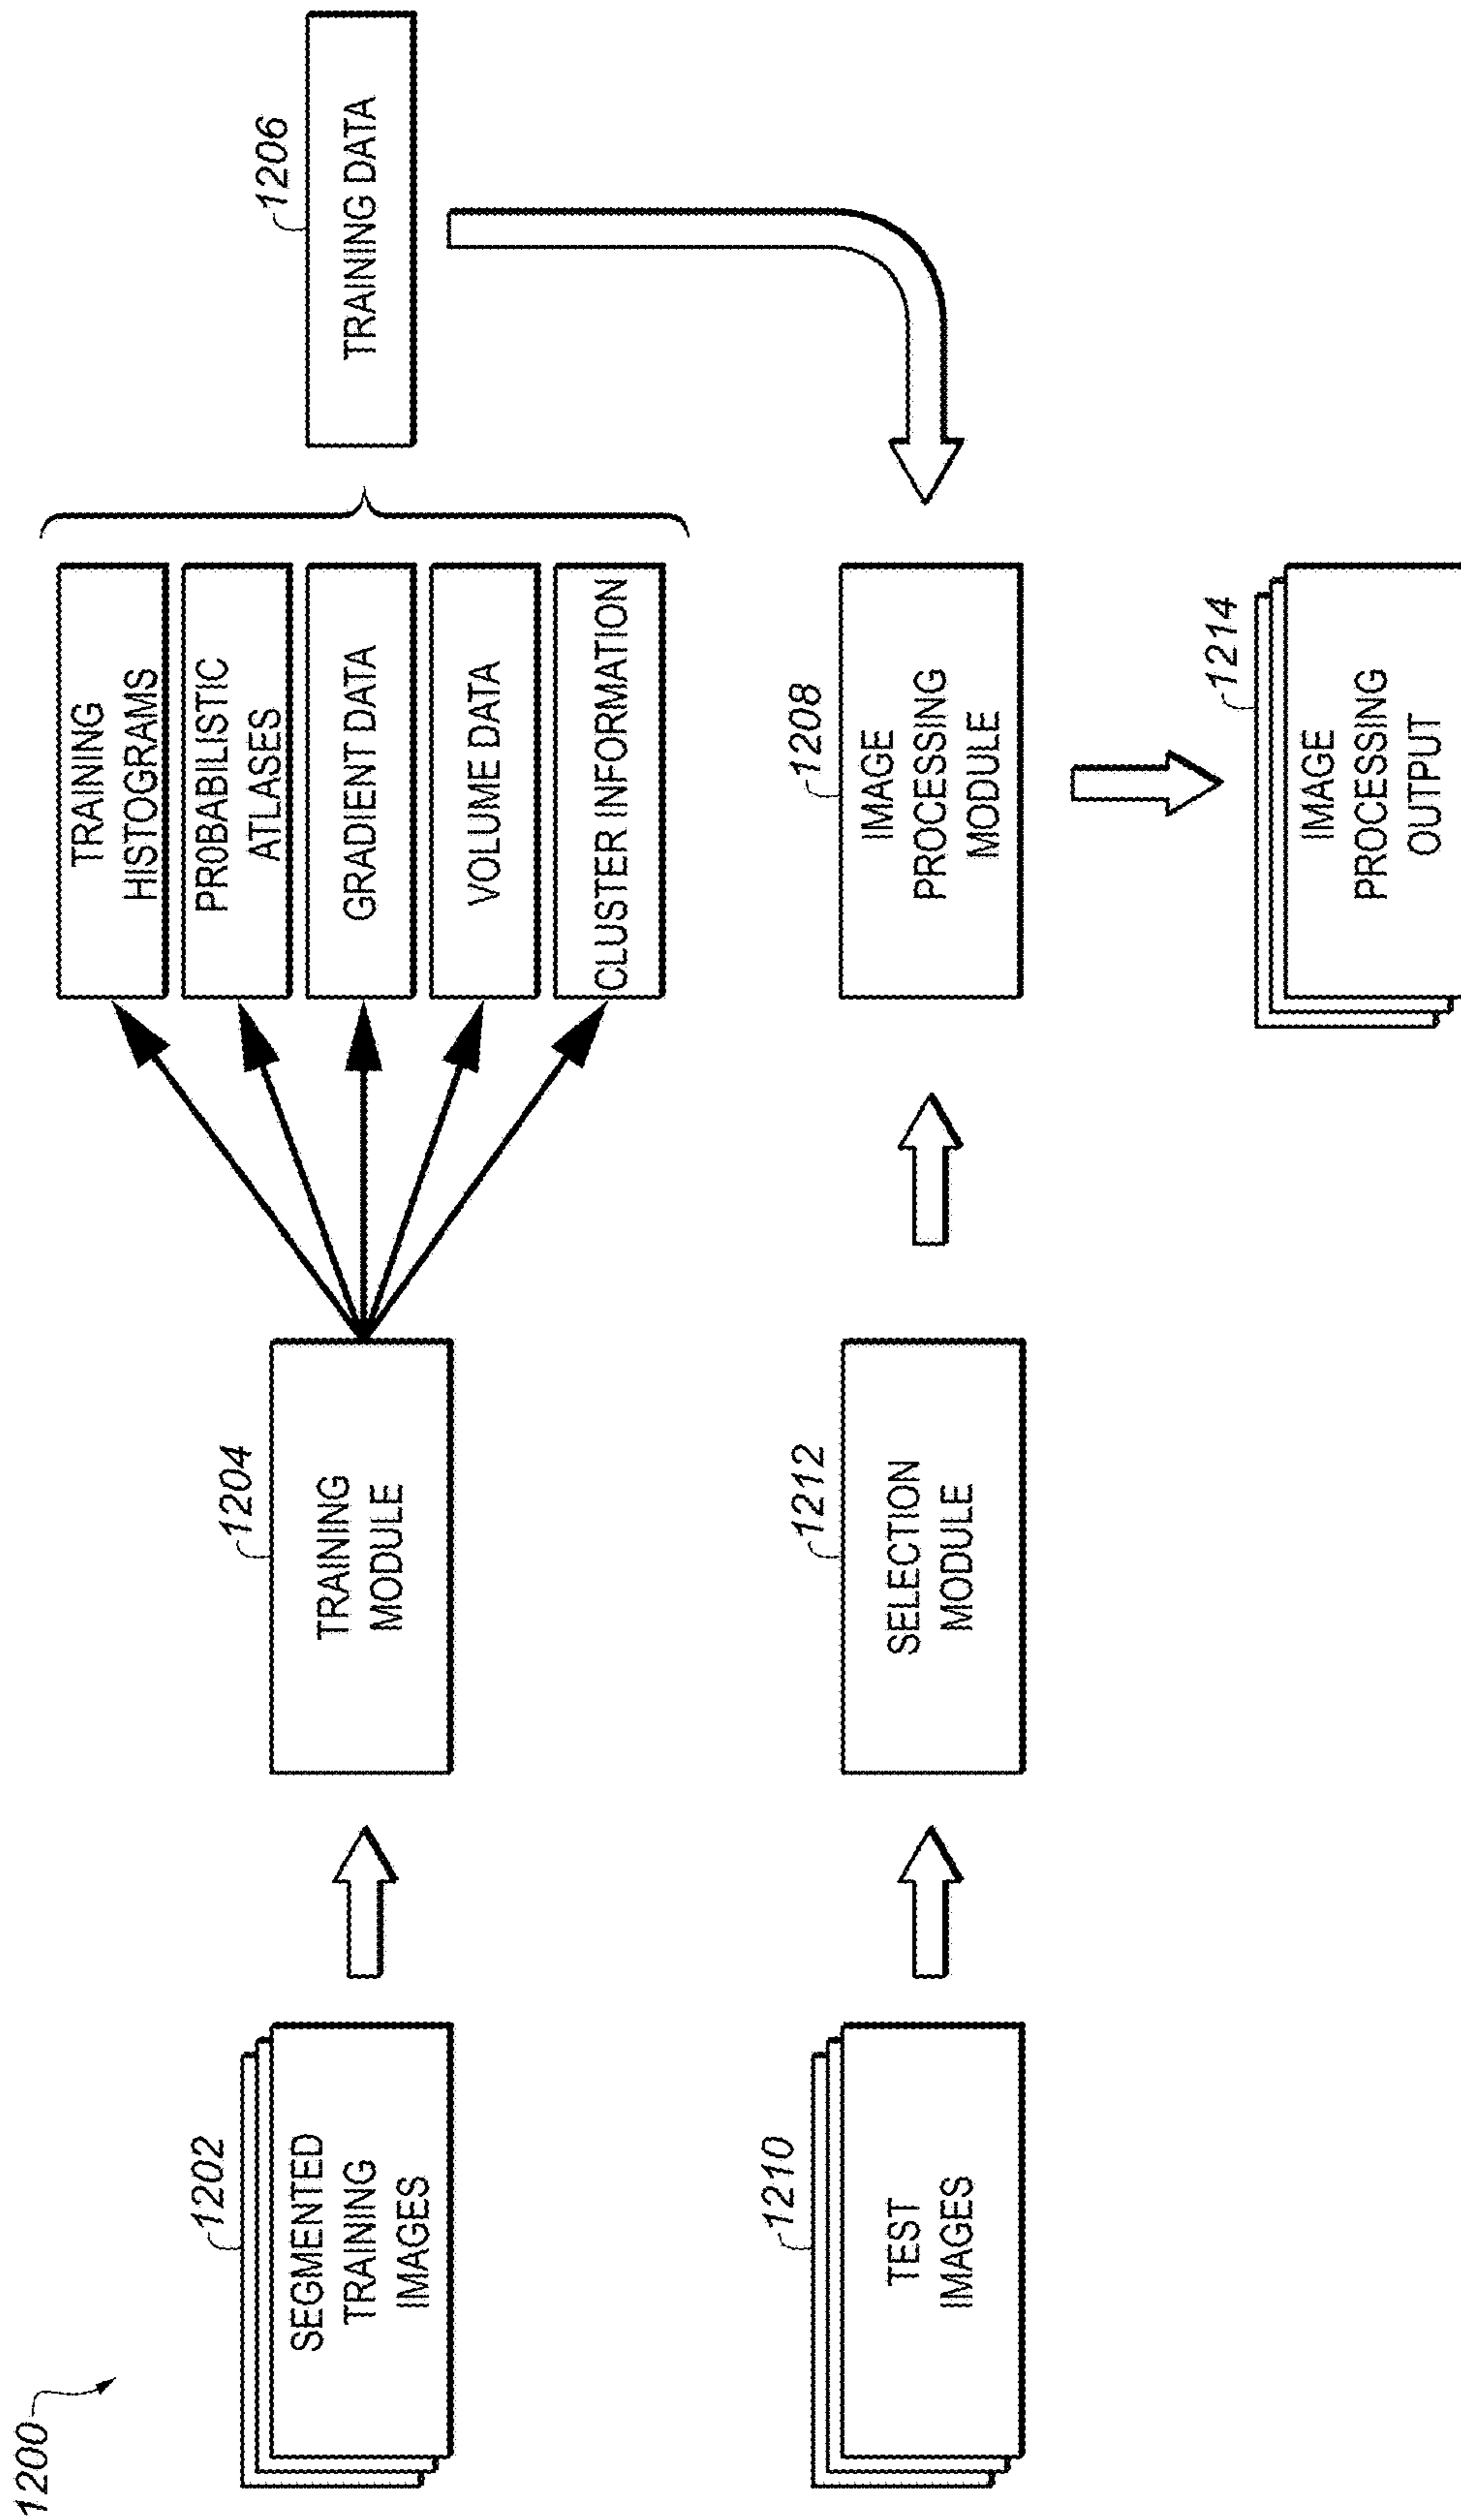 1200
1202
SEGMENTED
TRAINING
IMAGES
1204
TRAINING
MODULE
TRAINING
HISTOGRAMS
PROBABILISTIC
ATLASES
GRADIENT DATA
VOLUME DATA
CLUSTER INFORMATION
1206
TRAINING DATA
1210
TEST
IMAGES
1212
SELECTION
MODULE
1208
IMAGE
PROCESSING
MODULE
1214
IMAGE
PROCESSING
OUTPUT